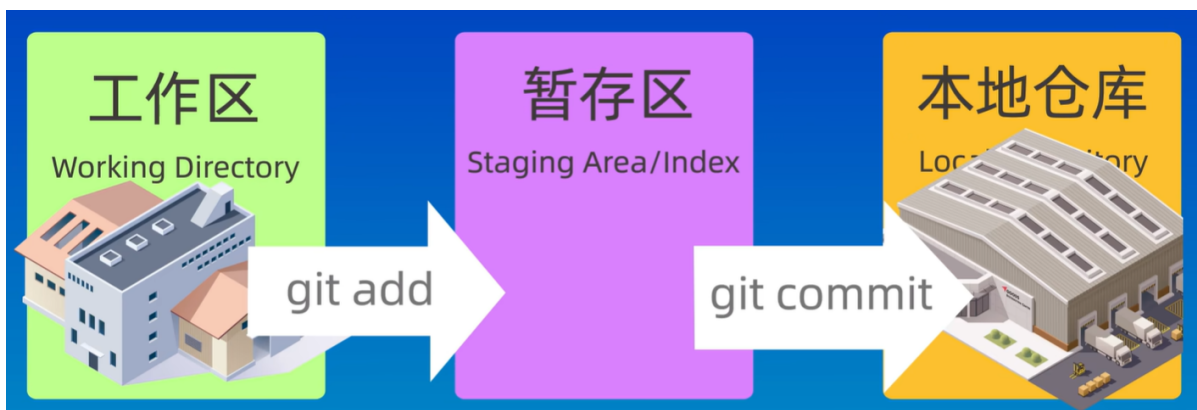 工作区
Working Directory
git add
暂存区
Staging Area/Index
git commit
本地仓库